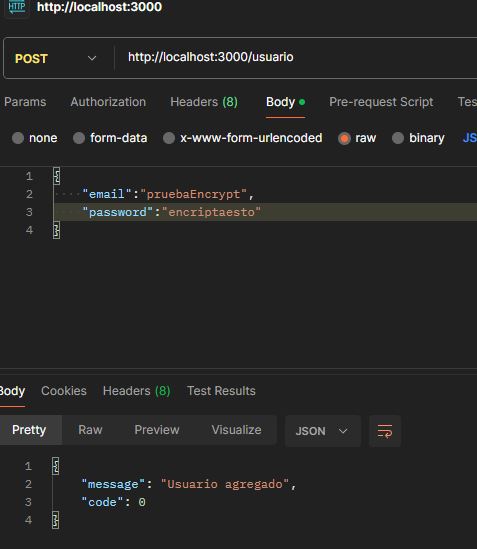 HTTP http://localhost:3000
POST http://localhost:3000/usuario
Params Authorization Headers (8) Body Pre-request Script Tes
none form-data x-www-form-urlencoded raw binary JS
1 {
2 "email":"pruebaEncrypt",
3 "password":"encriptaesto"
4 }
Body Cookies Headers (8) Test Results
Pretty Raw Preview Visualize JSON
1 {
2 "message": "Usuario agregado",
3 "code": 0
4 }